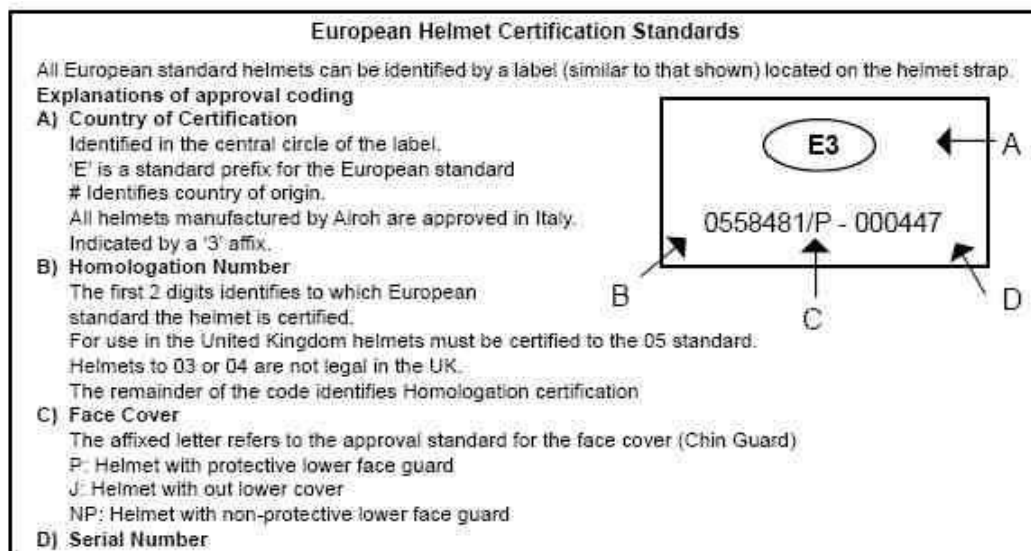 European Helmet Certification Standards
All European standard helmets can be identified by a label (similar to that shown) located on the helmet strap.
Explanations of approval coding
A) Country of Certification
Identified in the central circle of the label.
'E' is a standard prefix for the European standard
# Identifies country of origin.
All helmets manufactured by Airoh are approved in Italy.
Indicated by a '3' affix.
E3
A
0558481/P - 000447
B
C
D
B) Homologation Number
The first 2 digits identifies to which European
standard the helmet is certified.
For use in the United Kingdom helmets must be certified to the 05 standard.
Helmets to 03 or 04 are not legal in the UK.
The remainder of the code identifies Homologation certification
C) Face Cover
The affixed letter refers to the approval standard for the face cover (Chin Guard)
P: Helmet with protective lower face guard
J: Helmet with out lower cover
NP: Helmet with non-protective lower face guard
D) Serial Number